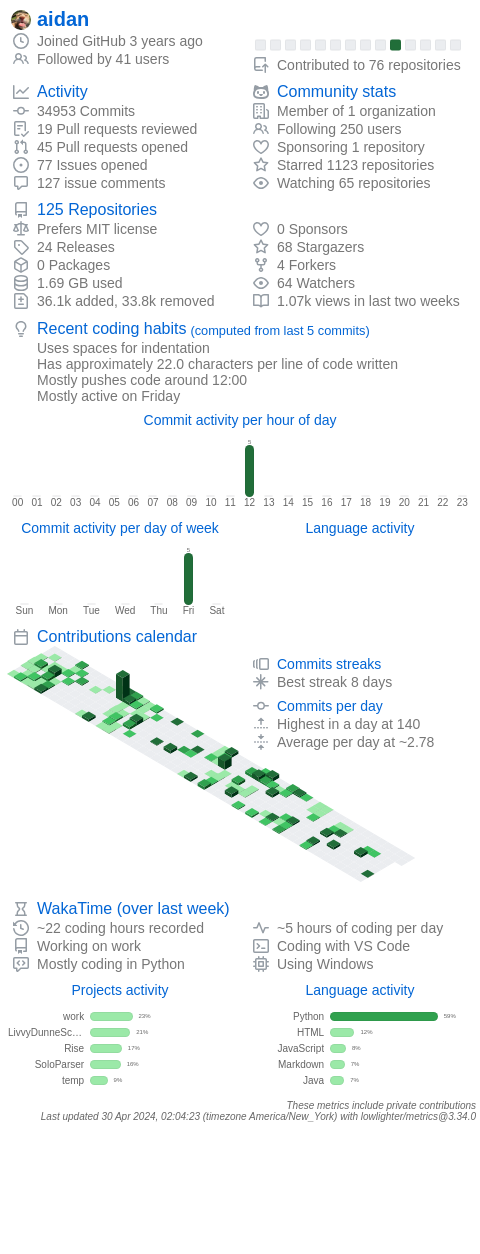 aidan
Joined GitHub 3 years ago
Followed by 41 users
Contributed to 76 repositories
Activity
34953 Commits
19 Pull requests reviewed
45 Pull requests opened
77 Issues opened
127 issue comments
Community stats
Member of 1 organization
Following 250 users
Sponsoring 1 repository
Starred 1123 repositories
Watching 65 repositories
125 Repositories
Prefers MIT license
24 Releases
0 Packages
1.69 GB used
36.1k added, 33.8k removed
0 Sponsors
68 Stargazers
4 Forkers
64 Watchers
1.07k views in last two weeks
Recent coding habits (computed from last 5 commits)
Uses spaces for indentation
Has approximately 22.0 characters per line of code written
Mostly pushes code around 12:00
Mostly active on Friday
Commit activity per hour of day
5
00 01 02 03 04 05 06 07 08 09 10 11 12 13 14 15 16 17 18 19 20 21 22 23
Commit activity per day of week
5
Sun Mon Tue Wed Thu Fri Sat
Language activity
Contributions calendar
Commits streaks
Best streak 8 days
Commits per day
Highest in a day at 140
Average per day at ~2.78
WakaTime (over last week)
~22 coding hours recorded
Working on work
Mostly coding in Python
~5 hours of coding per day
Coding with VS Code
Using Windows
Projects activity
work 23%
LivvyDunneSc... 21%
Rise 17%
SoloParser 16%
temp 9%
Language activity
Python 59%
HTML 12%
JavaScript 8%
Markdown 7%
Java 7%
These metrics include private contributions
Last updated 30 Apr 2024, 02:04:23 (timezone America/New_York) with lowlighter/metrics@3.34.0